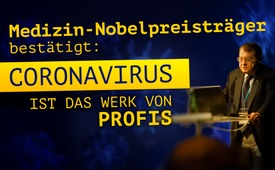 Medizin-Nobelpreisträger
bestätigt:
CORONAVIRUS
IST DAS WERK VON
PROFIS